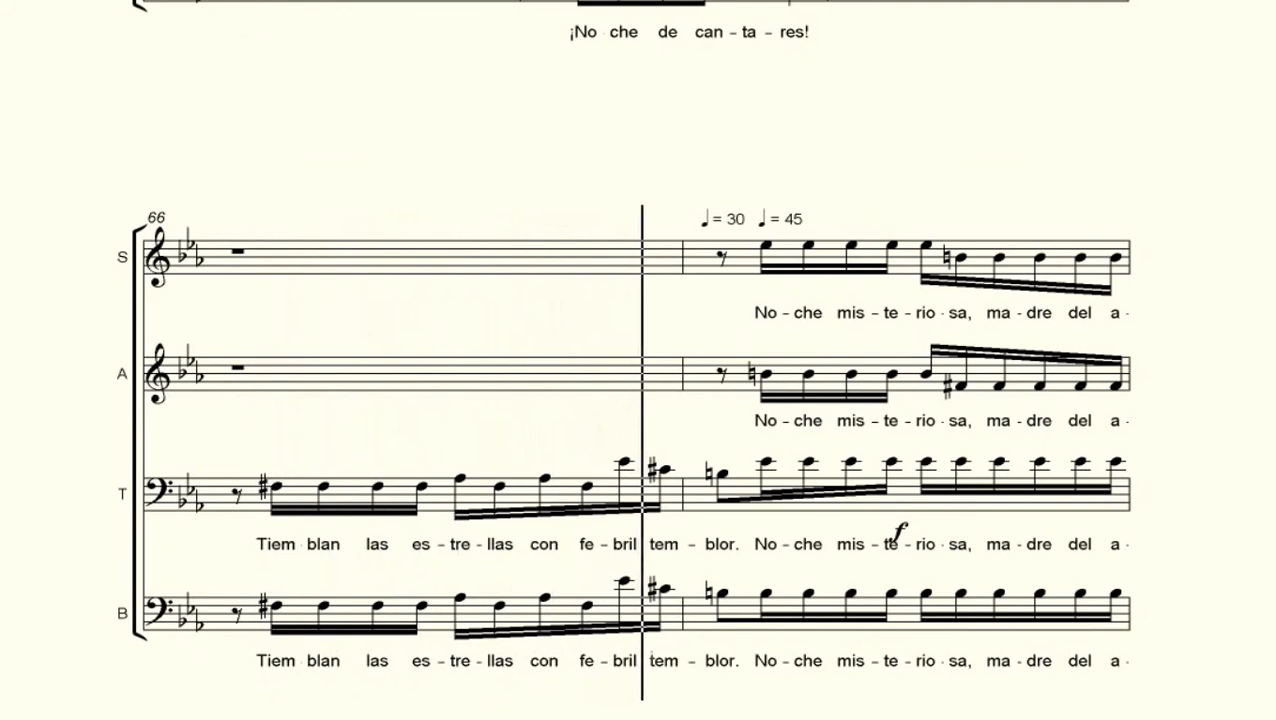 ¡No che de can - ta - res!
66
♩ = 30 ♩ = 45
S
No - che mis - te - rio - sa, ma - dre del a -
A
No - che mis - te - rio - sa, ma - dre del a -
T
f
Tiem - blan las es - tre - llas con fe - bril tem - blor. No - che mis - te - rio - sa, ma - dre del a -
B
Tiem - blan las es - tre - llas con fe - bril tem - blor. No - che mis - te - rio - sa, ma - dre del a -